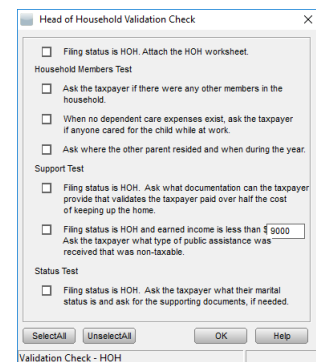 Head of Household Validation Check
Filing status is HOH. Attach the HOH worksheet.
Household Members Test
Ask the taxpayer if there were any other members in the
household.
When no dependent care expenses exist, ask the taxpayer
if anyone cared for the child while at work.
Ask where the other parent resided and when during the year.
Support Test
Filing status is HOH. Ask what documentation can the taxpayer
provide that validates the taxpayer paid over half the cost
of keeping up the home.
Filing status is HOH and earned income is less than $ 9000
Ask the taxpayer what type of public assistance was
received that was non-taxable.
Status Test
Filing status is HOH. Ask the taxpayer what their marital
status is and ask for the supporting documents, if needed.
SelectAll UnselectAll OK Help
Validation Check - HOH